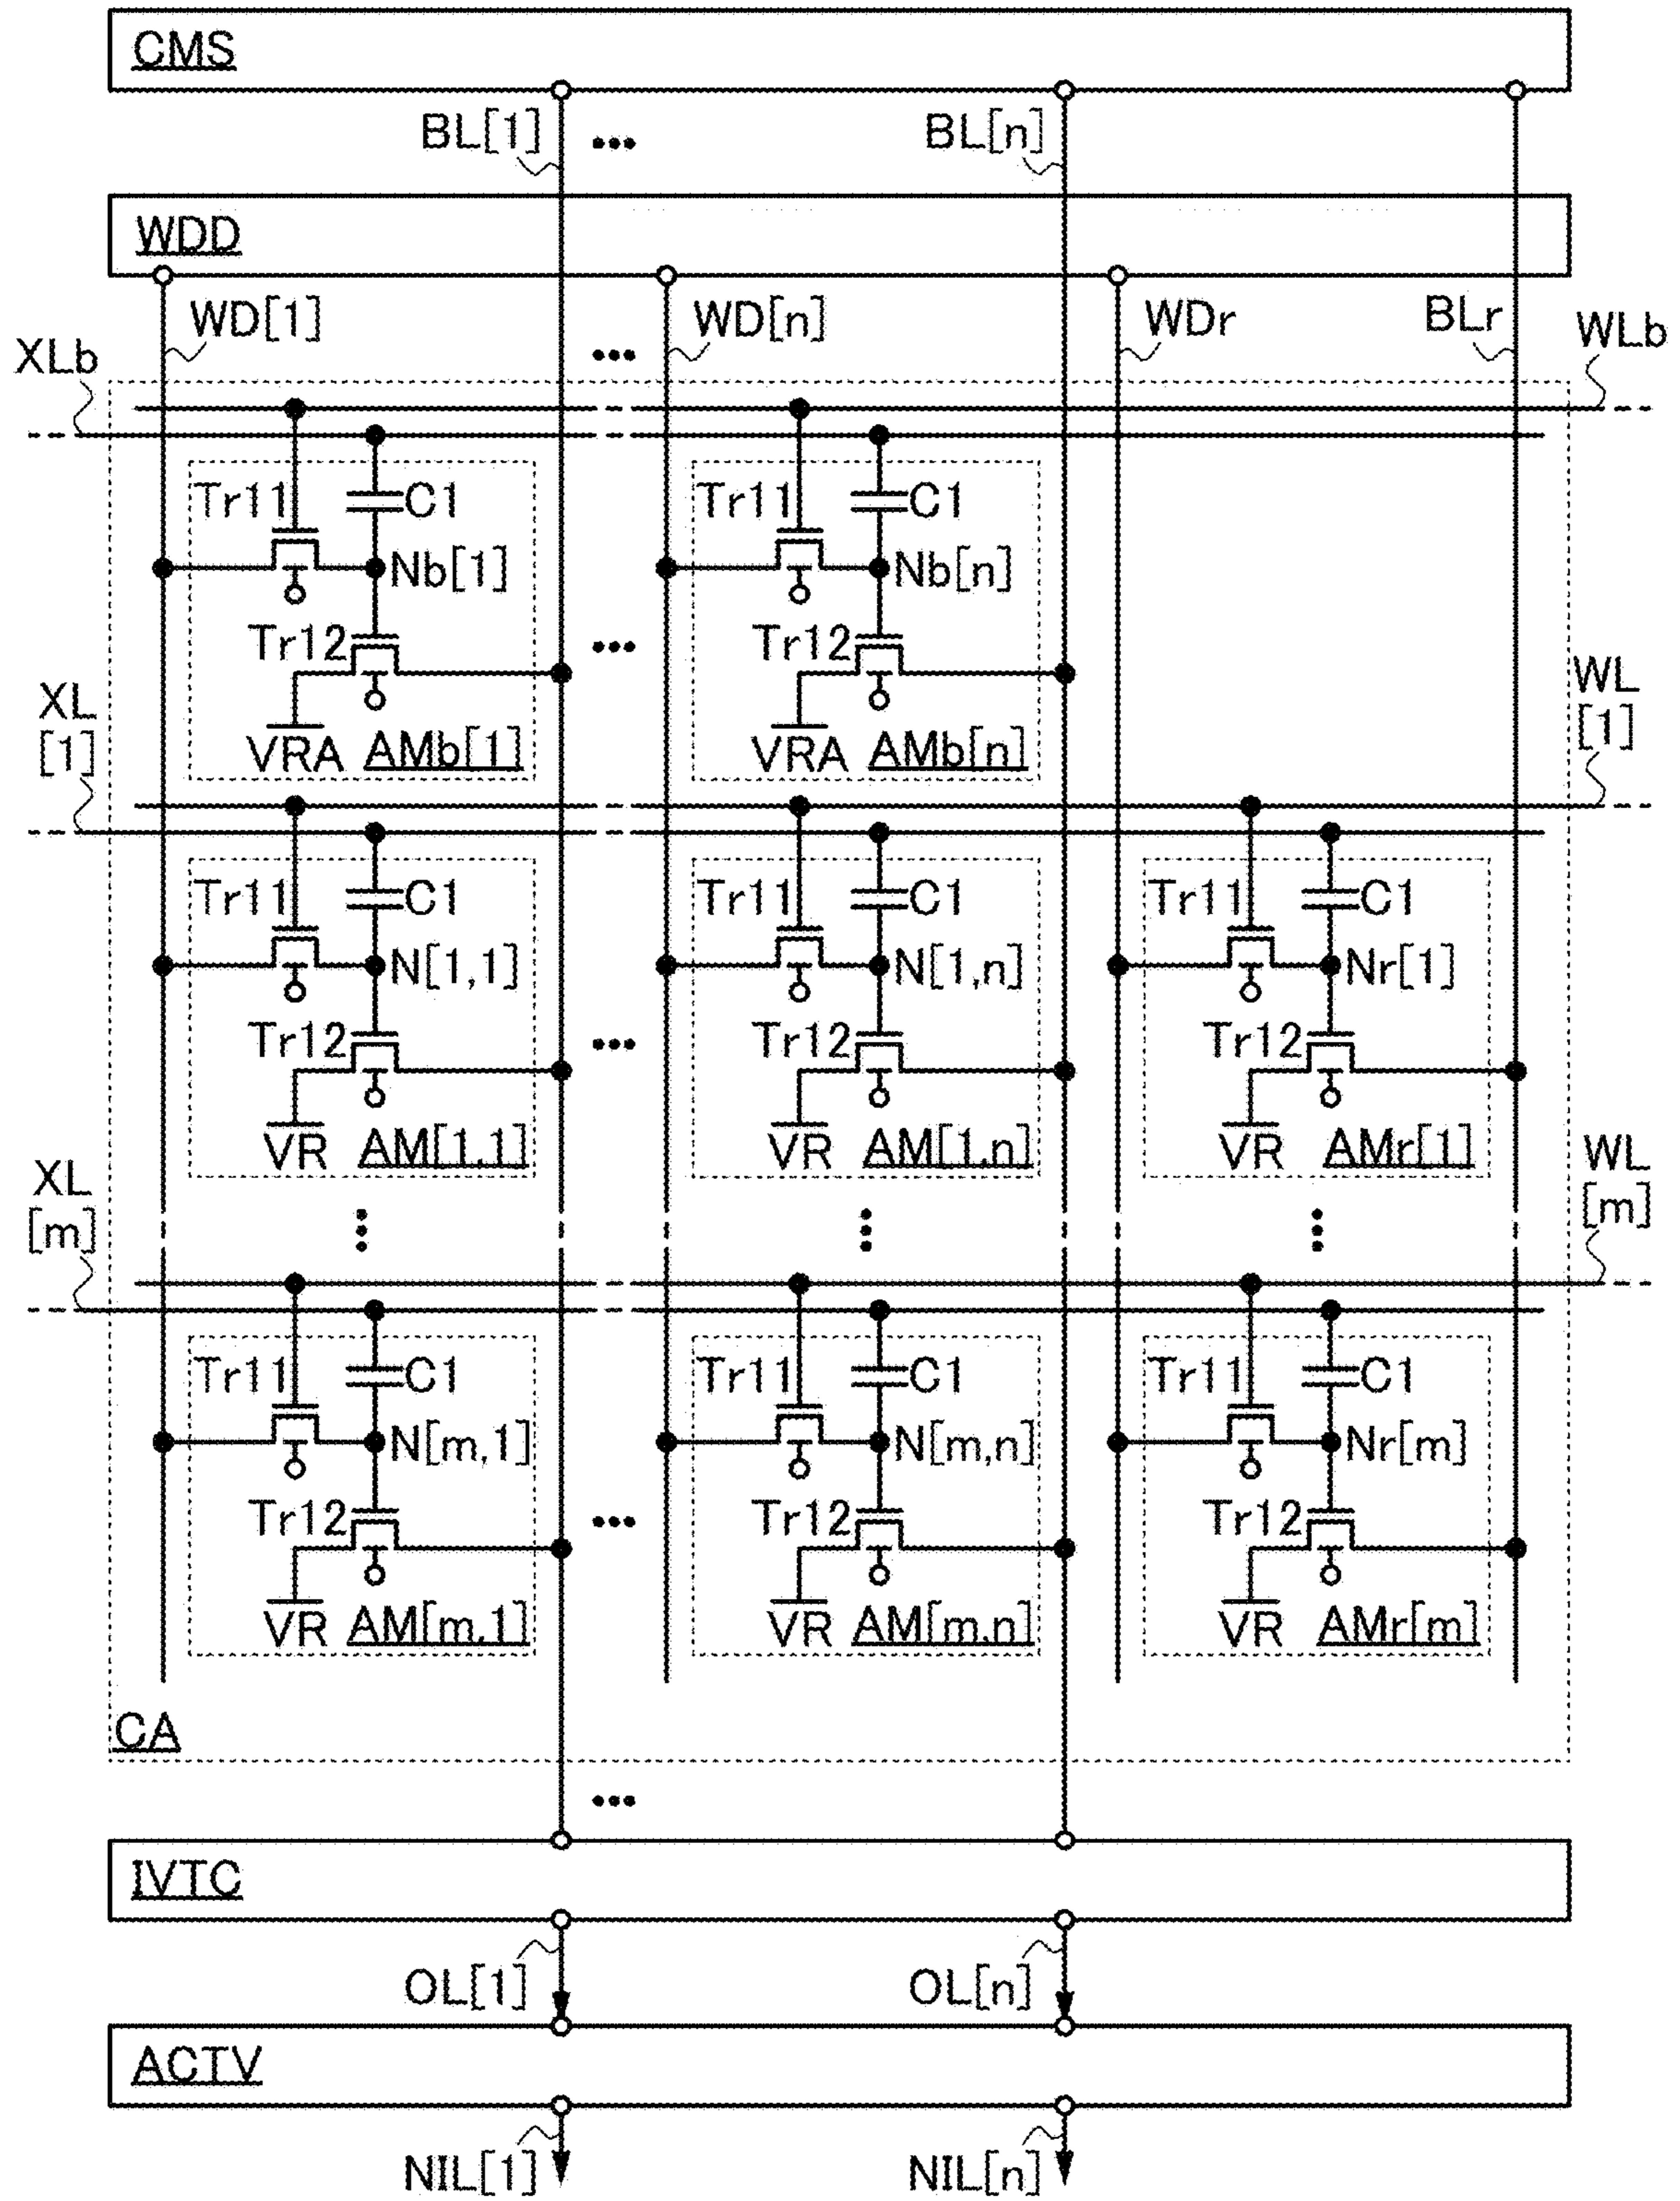 CMS
BL[1]
...
BL[n]
WDD
WD[1]
WD[n]
WDr
BLr
WLb
XLb
...
Tr11
C1
Tr11
C1
Nb[1]
Nb[n]
Tr12
...
Tr12
VRA
AMb[1]
VRA
AMb[n]
XL
[1]
WL
[1]
Tr11
C1
Tr11
C1
Tr11
C1
N[1,1]
N[1,n]
Nr[1]
Tr12
...
Tr12
Tr12
VR
AM[1,1]
VR
AM[1,n]
VR
AMr[1]
XL
[m]
WL
[m]
Tr11
C1
Tr11
C1
Tr11
C1
N[m,1]
N[m,n]
Nr[m]
Tr12
...
Tr12
Tr12
VR
AM[m,1]
VR
AM[m,n]
VR
AMr[m]
CA
...
IVTC
OL[1]
OL[n]
ACTV
NIL[1]
NIL[n]